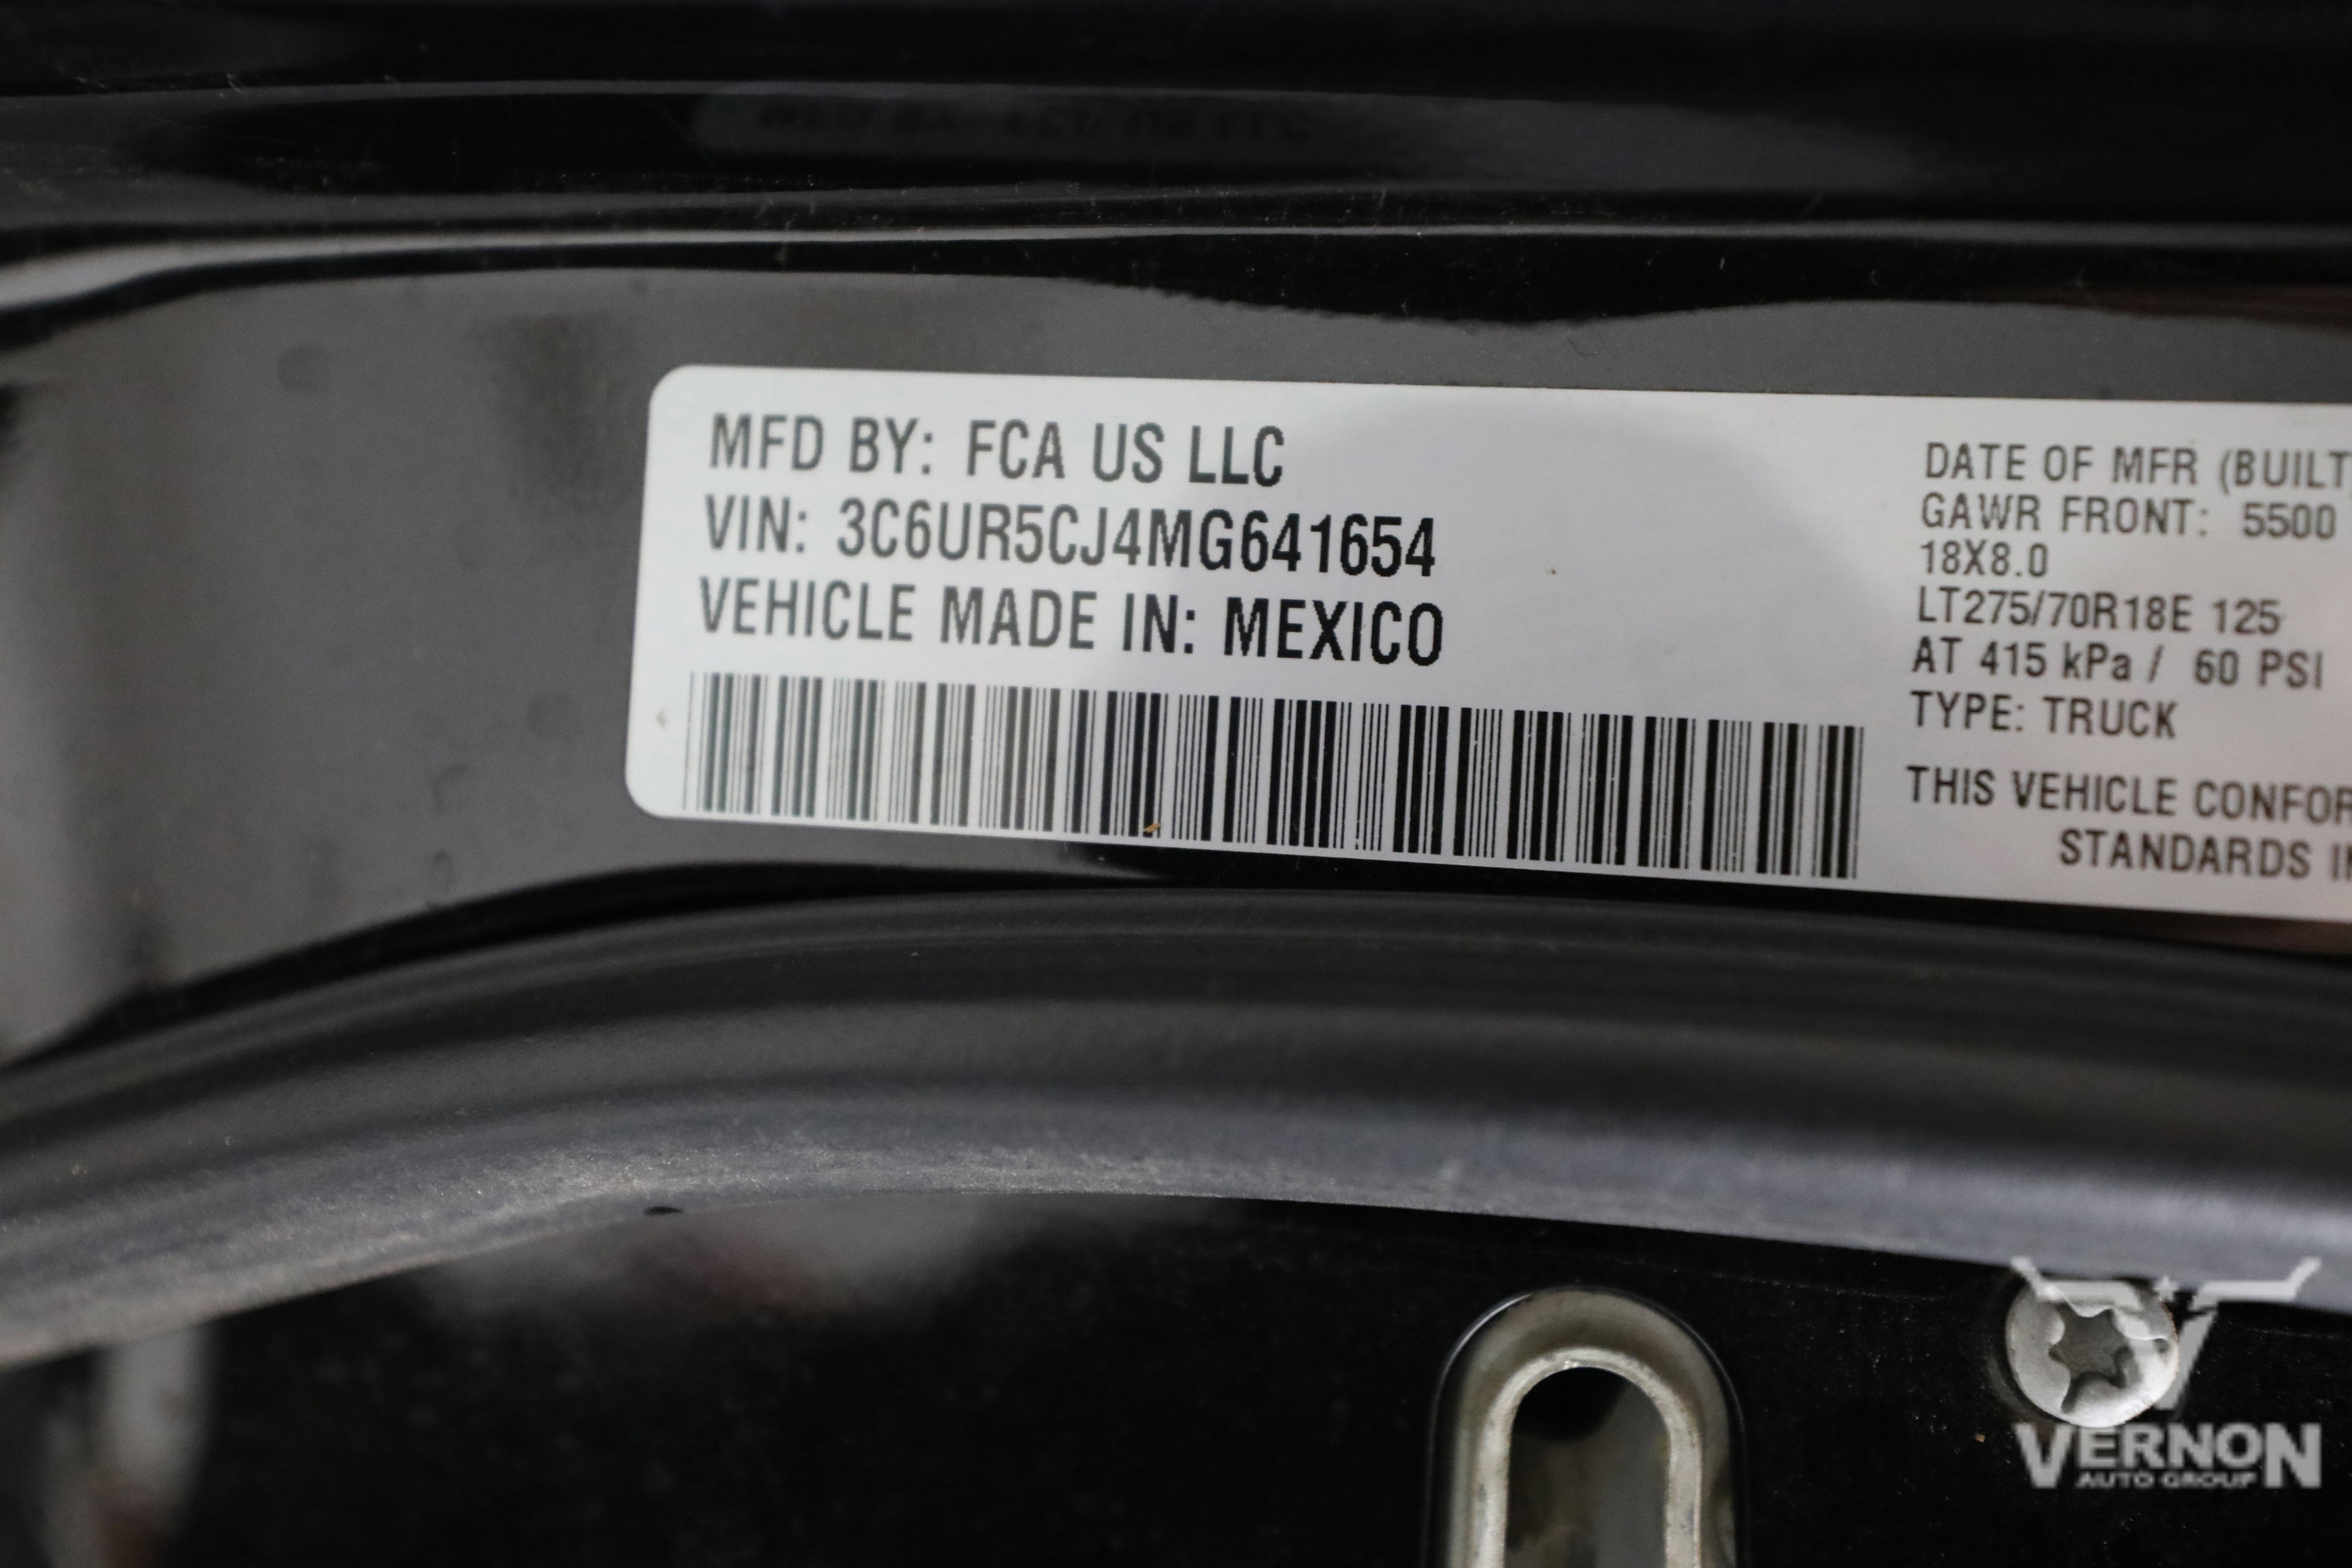 MFD BY: FCA US LLC
VIN: 3C6UR5CJ4MG641654
VEHICLE MADE IN: MEXICO
DATE OF MFR (BUILT
GAWR FRONT: 5500
18X8.0
LT275/70R18E 125
AT 415 kPa / 60 PSI
TYPE: TRUCK
THIS VEHICLE CONFOR
STANDARDS IN
VERNON
AUTO GROUP